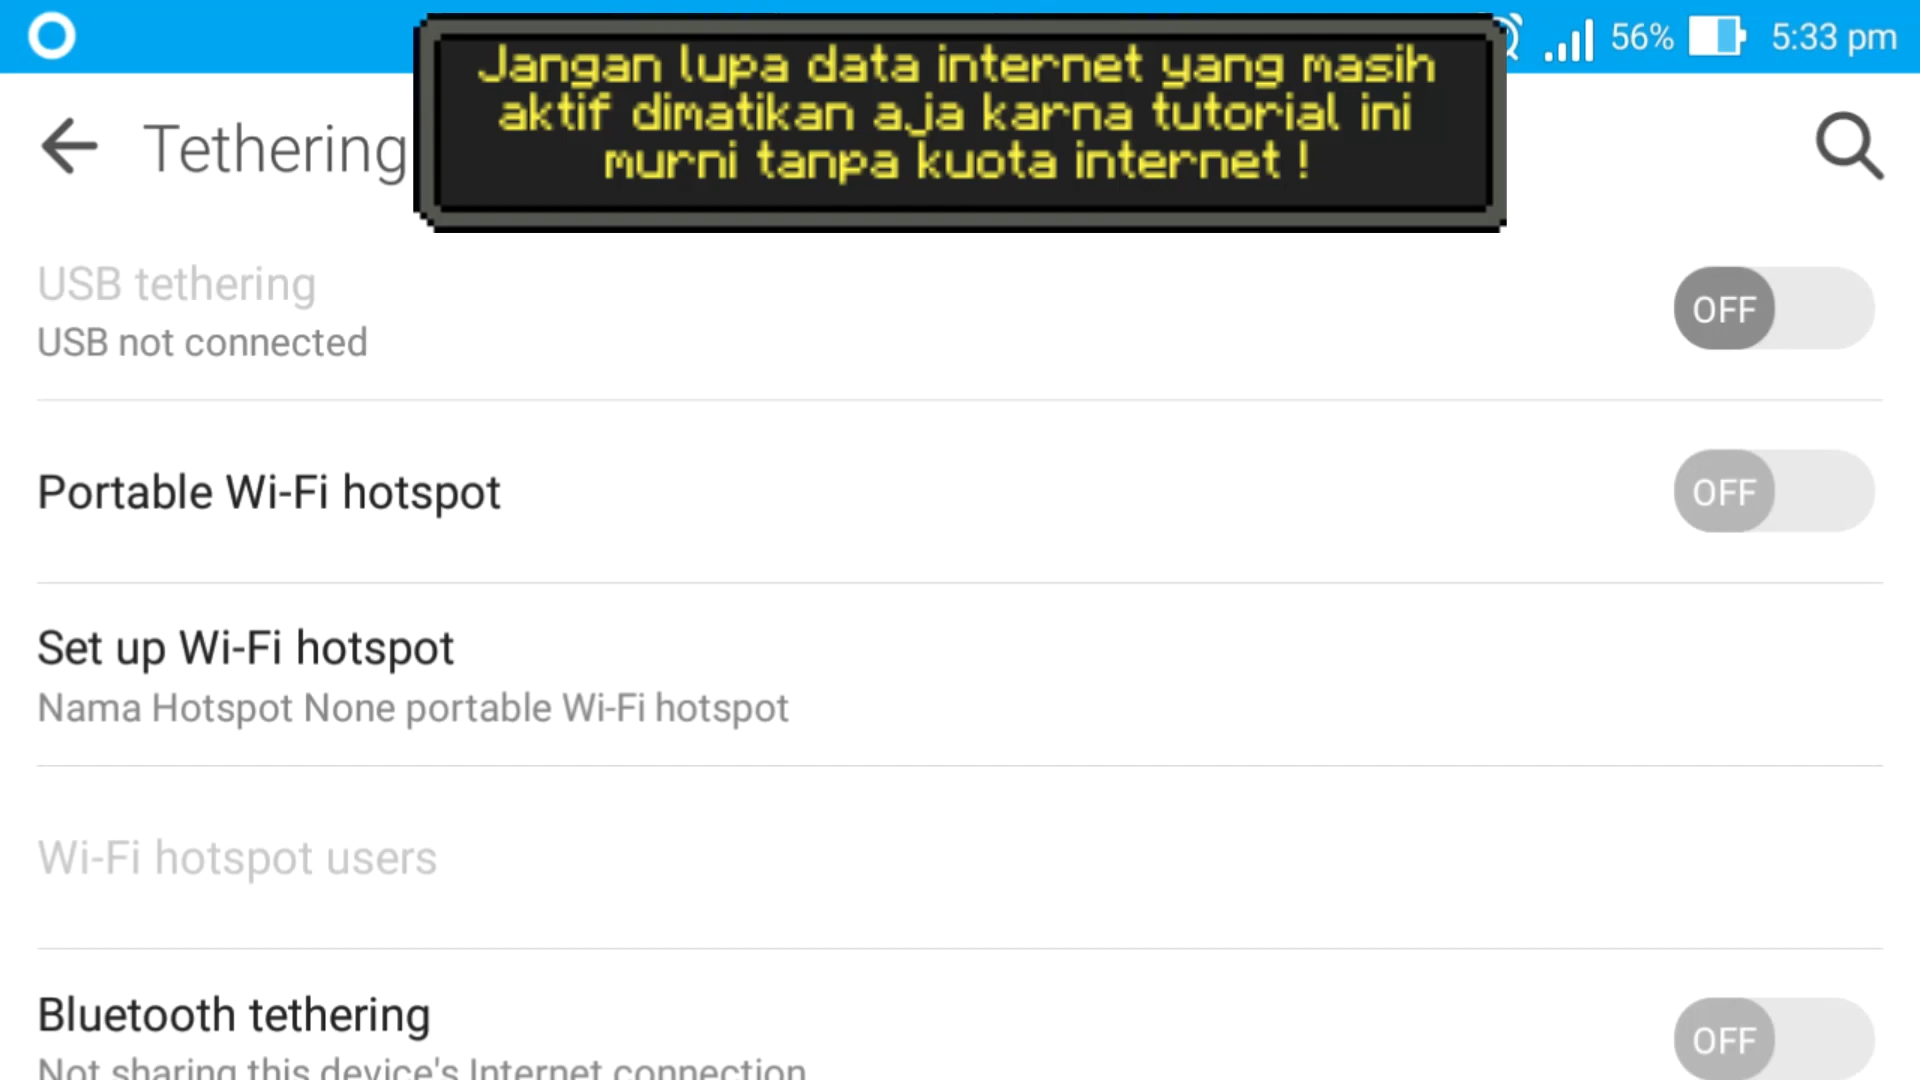 56% 5:33 pm
Jangan lupa data internet yang masih
aktif dimatikan aja karna tutorial ini
murni tanpa kuota internet !
Tethering
USB tethering
OFF
USB not connected
Portable Wi-Fi hotspot
OFF
Set up Wi-Fi hotspot
Nama Hotspot None portable Wi-Fi hotspot
Wi-Fi hotspot users
Bluetooth tethering
OFF
Not sharing this device's Internet connection